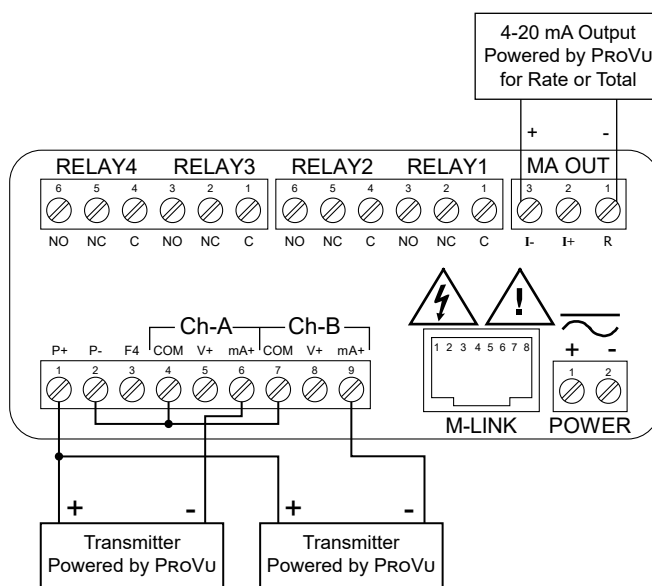 4-20 mA Output
Powered by PROVU
for Rate or Total
+ -
RELAY4 RELAY3 RELAY2 RELAY1 MA OUT
6 5 4 3 2 1 6 5 4 3 2 1 3 2 1
NO NC C NO NC C NO NC C NO NC C I- I+ R
Ch-A Ch-B
P+ P- F4 COM V+ mA+ COM V+ mA+
1 2 3 4 5 6 7 8 9
!
1 2 3 4 5 6 7 8
M-LINK
+ -
1 2
POWER
+ - + -
Transmitter
Powered by PROVU
Transmitter
Powered by PROVU